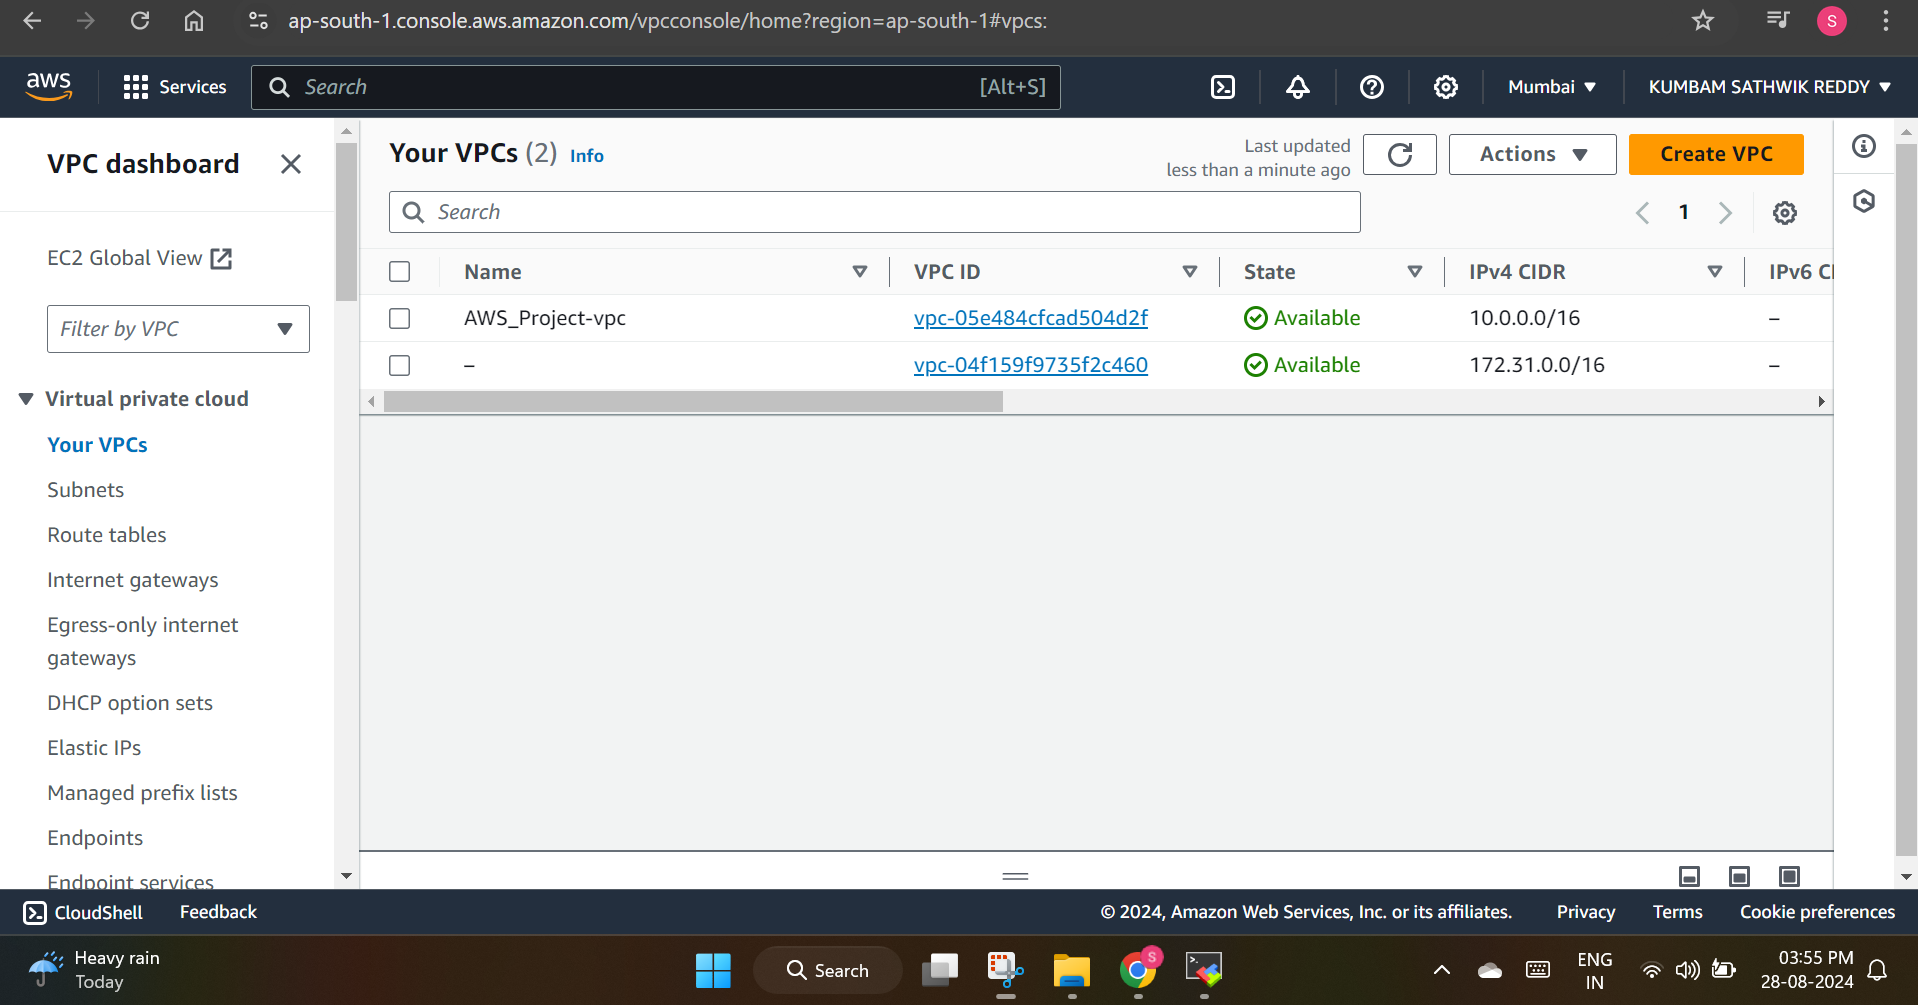 ap-south-1.console.aws.amazon.com/vpcconsole/home?region=ap-south-1#vpcs:
S
aws
Services
Search
[Alt+S]
Mumbai
KUMBAM SATHWIK REDDY
VPC dashboard
EC2 Global View
Filter by VPC
Virtual private cloud
Your VPCs
Subnets
Route tables
Internet gateways
Egress-only internet
gateways
DHCP option sets
Elastic IPs
Managed prefix lists
Endpoints
Endpoint services
Your VPCs (2) Info
Last updated
less than a minute ago
Actions
Create VPC
Search
1
Name VPC ID State IPv4 CIDR IPv6 CI
AWS_Project-vpc vpc-05e484cfcad504d2f Available 10.0.0.0/16 –
– vpc-04f159f9735f2c460 Available 172.31.0.0/16 –
CloudShell Feedback
© 2024, Amazon Web Services, Inc. or its affiliates. Privacy Terms Cookie preferences
Heavy rain
Today
Search
S
ENG
IN
03:55 PM
28-08-2024